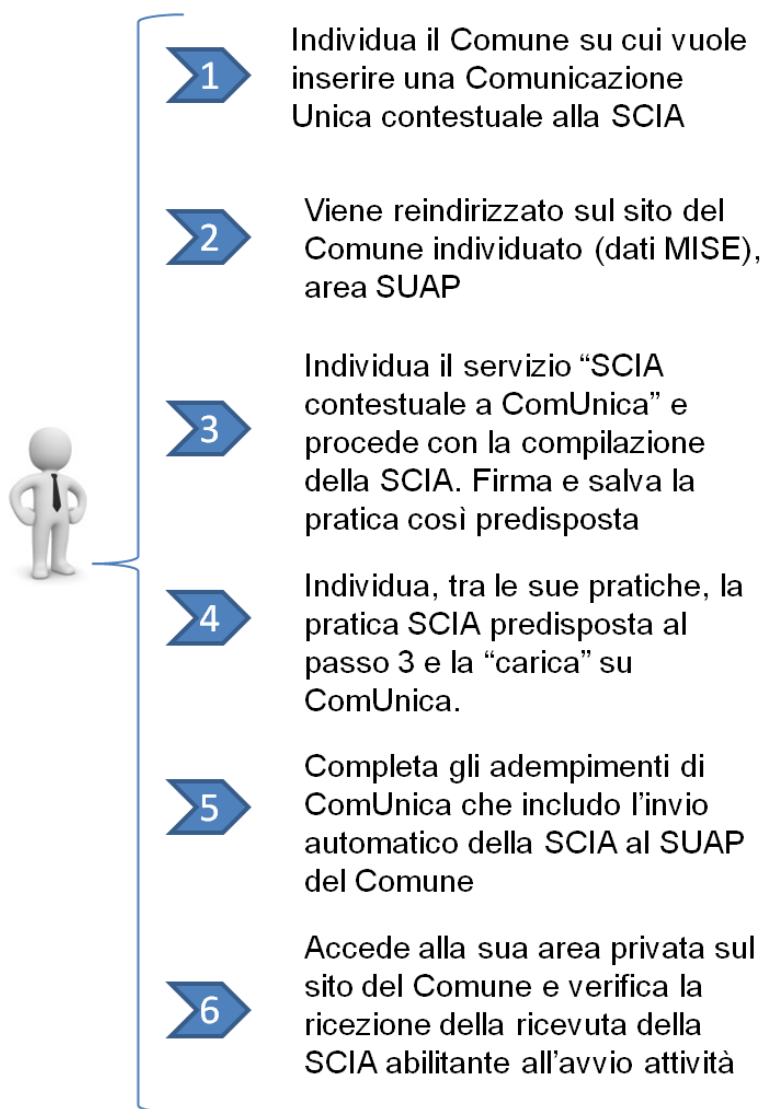 1
Individua il Comune su cui vuole
inserire una Comunicazione
Unica contestuale alla SCIA
2
Viene reindirizzato sul sito del
Comune individuato (dati MISE),
area SUAP
3
Individua il servizio “SCIA
contestuale a ComUnica” e
procede con la compilazione
della SCIA. Firma e salva la
pratica così predisposta
4
Individua, tra le sue pratiche, la
pratica SCIA predisposta al
passo 3 e la “carica” su
ComUnica.
5
Completa gli adempimenti di
ComUnica che includo l’invio
automatico della SCIA al SUAP
del Comune
6
Accede alla sua area privata sul
sito del Comune e verifica la
ricezione della ricevuta della
SCIA abilitante all’avvio attività